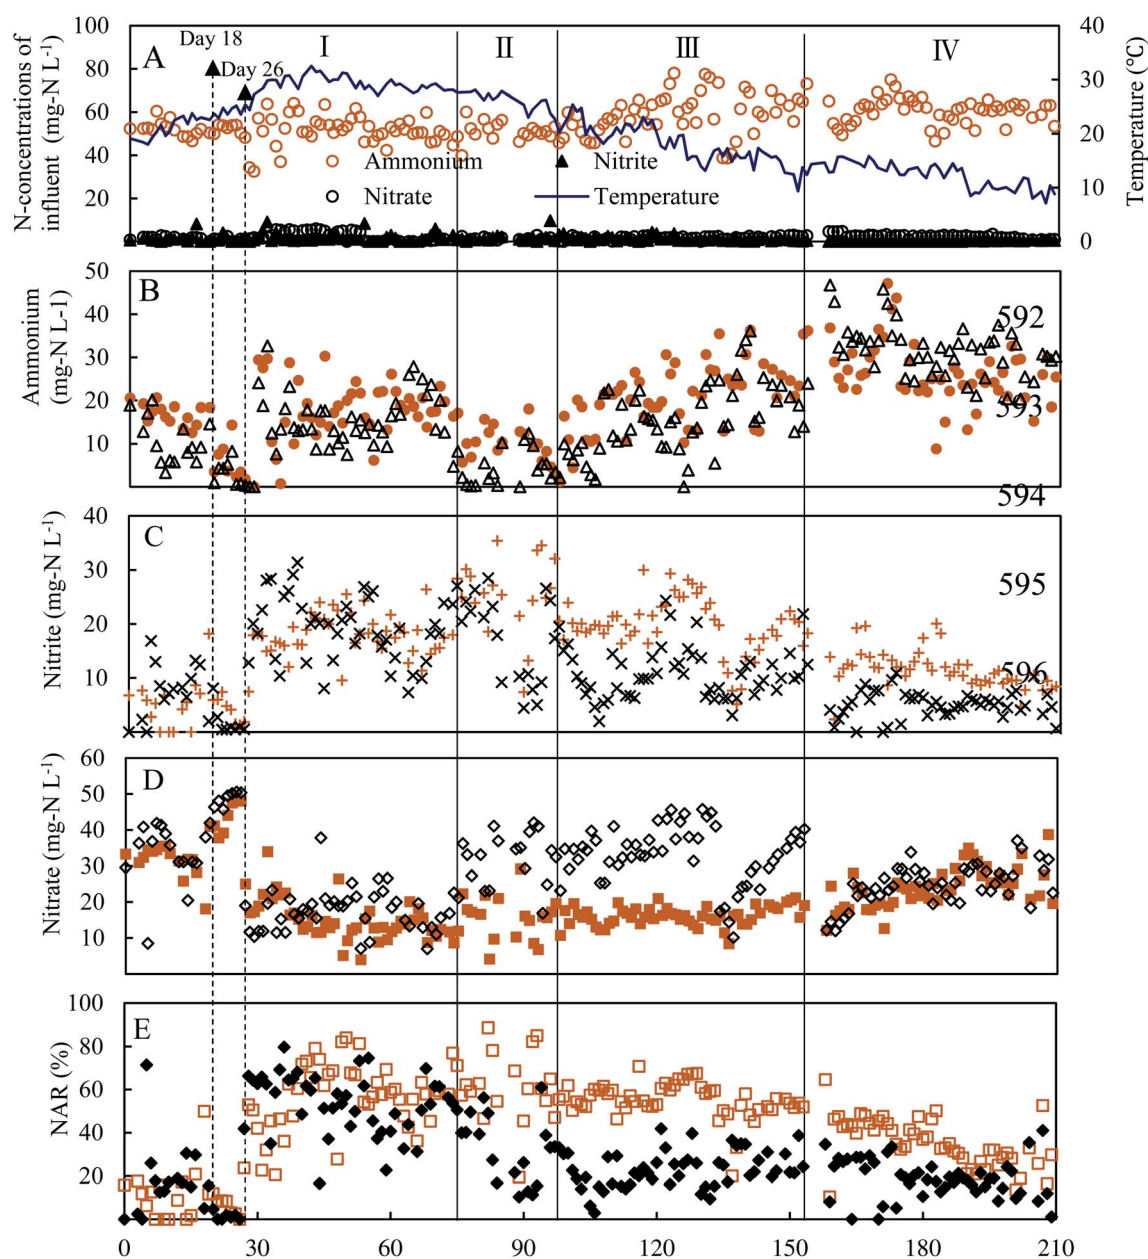 100
80
60
40
20
A
Day 18
Day 26
I
II
III
IV
40
30
20
10
0
N-concentrations of
influent (mg-N L-1)
Temperature (℃)
Ammonium
Nitrite
Nitrate
Temperature
50
40
30
20
10
B
Ammonium
(mg-N L-1)
592
593
594
40
30
20
10
C
Nitrite (mg-N L-1)
595
596
60
50
40
30
20
10
D
Nitrate (mg-N L-1)
100
80
60
40
20
E
NAR (%)
0 30 60 90 120 150 180 210